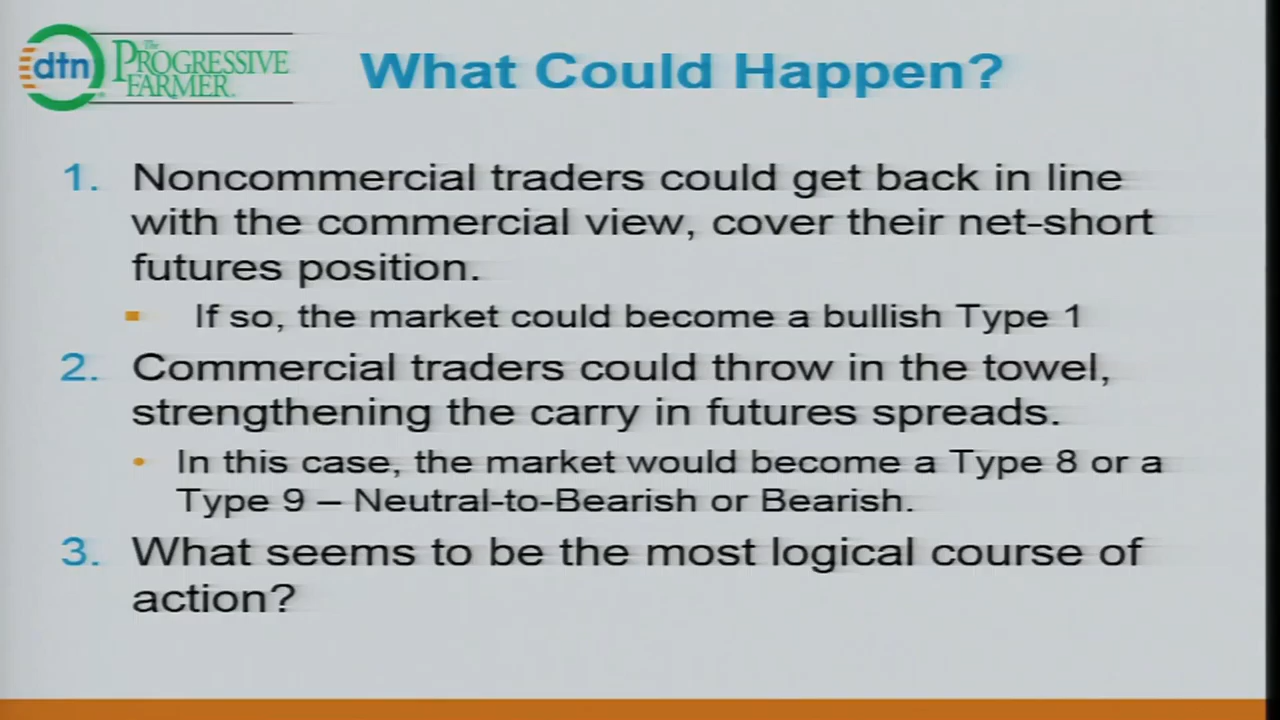 dtn
The
PROGRESSIVE
FARMER
What Could Happen?
1. Noncommercial traders could get back in line
with the commercial view, cover their net-short
futures position.
▪ If so, the market could become a bullish Type 1
2. Commercial traders could throw in the towel,
strengthening the carry in futures spreads.
• In this case, the market would become a Type 8 or a
Type 9 – Neutral-to-Bearish or Bearish.
3. What seems to be the most logical course of
action?